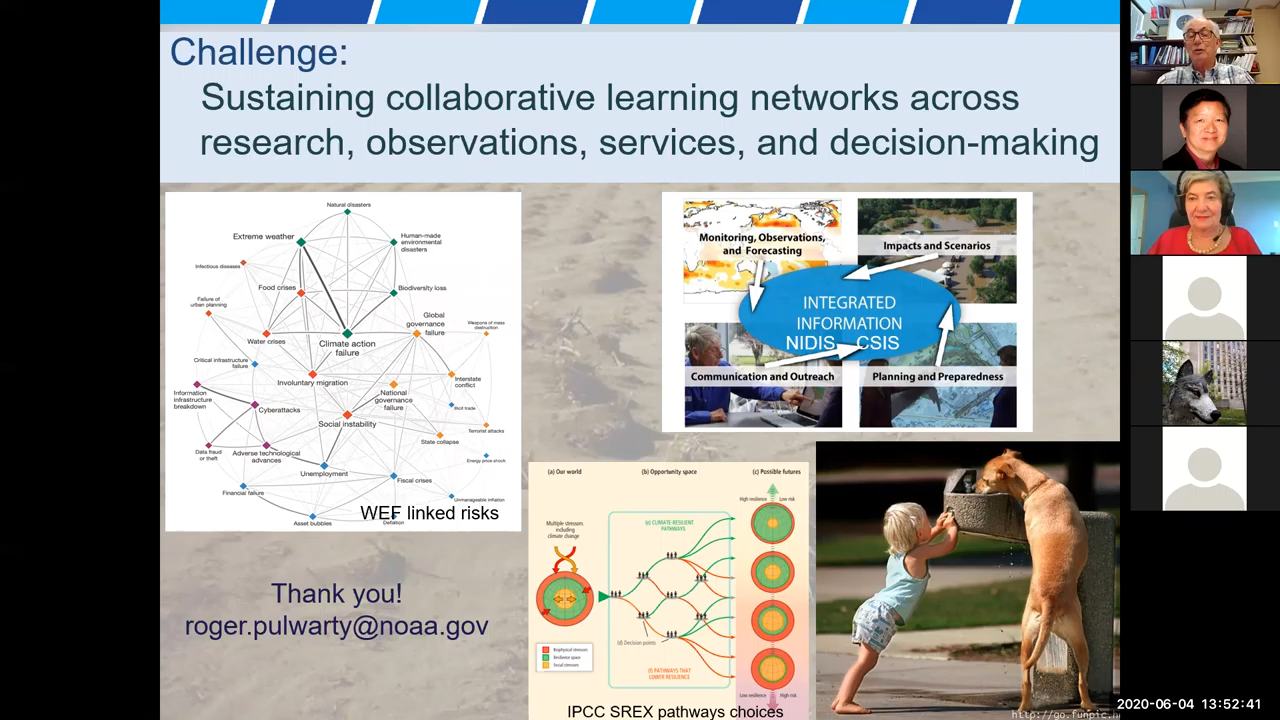 Challenge:
Sustaining collaborative learning networks across
research, observations, services, and decision-making
Natural disasters
Extreme weather
Human-made
environmental
disasters
Infectious diseases
Food crises
Biodiversity loss
Failure of
urban planning
Global
governance
failure
Weapons of mass
destruction
Water crises
Climate action
failure
Critical infrastructure
failure
Involuntary migration
Interstate
conflict
Information
infrastructure
breakdown
National
governance
failure
Cyberattacks
Illicit trade
Social instability
Terrorist attacks
State collapse
Data fraud
or theft
Adverse technological
advances
Energy price shock
Unemployment
Fiscal crises
Financial failure
Unmanageable inflation
Asset bubbles
Deflation
WEF linked risks
Monitoring, Observations,
and Forecasting
Impacts and Scenarios
INTEGRATED
INFORMATION
NIDIS CSIS
Communication and Outreach
Planning and Preparedness
(a) Our world
(b) Opportunity space
(c) Possible futures
High resilience
Low risk
Multiple stressors
including
climate change
(e) CLIMATE-RESILIENT
PATHWAYS
(d) Decision points
Biophysical stressors
Resilience space
Social stressors
(f) PATHWAYS THAT
LOWER RESILIENCE
Low resilience
High risk
IPCC SREX pathways choices
Thank you!
roger.pulwarty@noaa.gov
2020-06-04 13:52:41